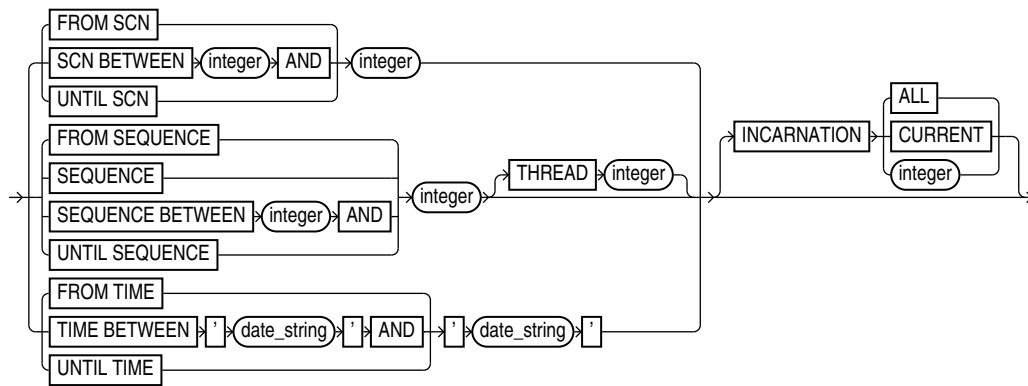 FROM SCN
SCN BETWEEN integer AND integer
UNTIL SCN
FROM SEQUENCE
SEQUENCE
SEQUENCE BETWEEN integer AND
UNTIL SEQUENCE
integer
THREAD integer
FROM TIME
TIME BETWEEN ' date_string ' AND ' date_string '
UNTIL TIME
INCARNATION
ALL
CURRENT
integer